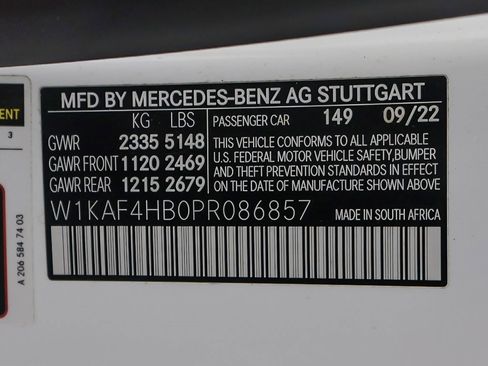 MFD BY MERCEDES-BENZ AG STUTTGART
KG LBS PASSENGER CAR 149 09/22
GVWR 2335 5148
GAWR FRONT 1120 2469
GAWR REAR 1215 2679
THIS VEHICLE CONFORMS TO ALL APPLICABLE
U.S. FEDERAL MOTOR VEHICLE SAFETY, BUMPER
AND THEFT PREVENTION STANDARDS IN EFFECT
ON THE DATE OF MANUFACTURE SHOWN ABOVE
W1KAF4HB0PR086857 MADE IN SOUTH AFRICA
3
A 206 584 74 03